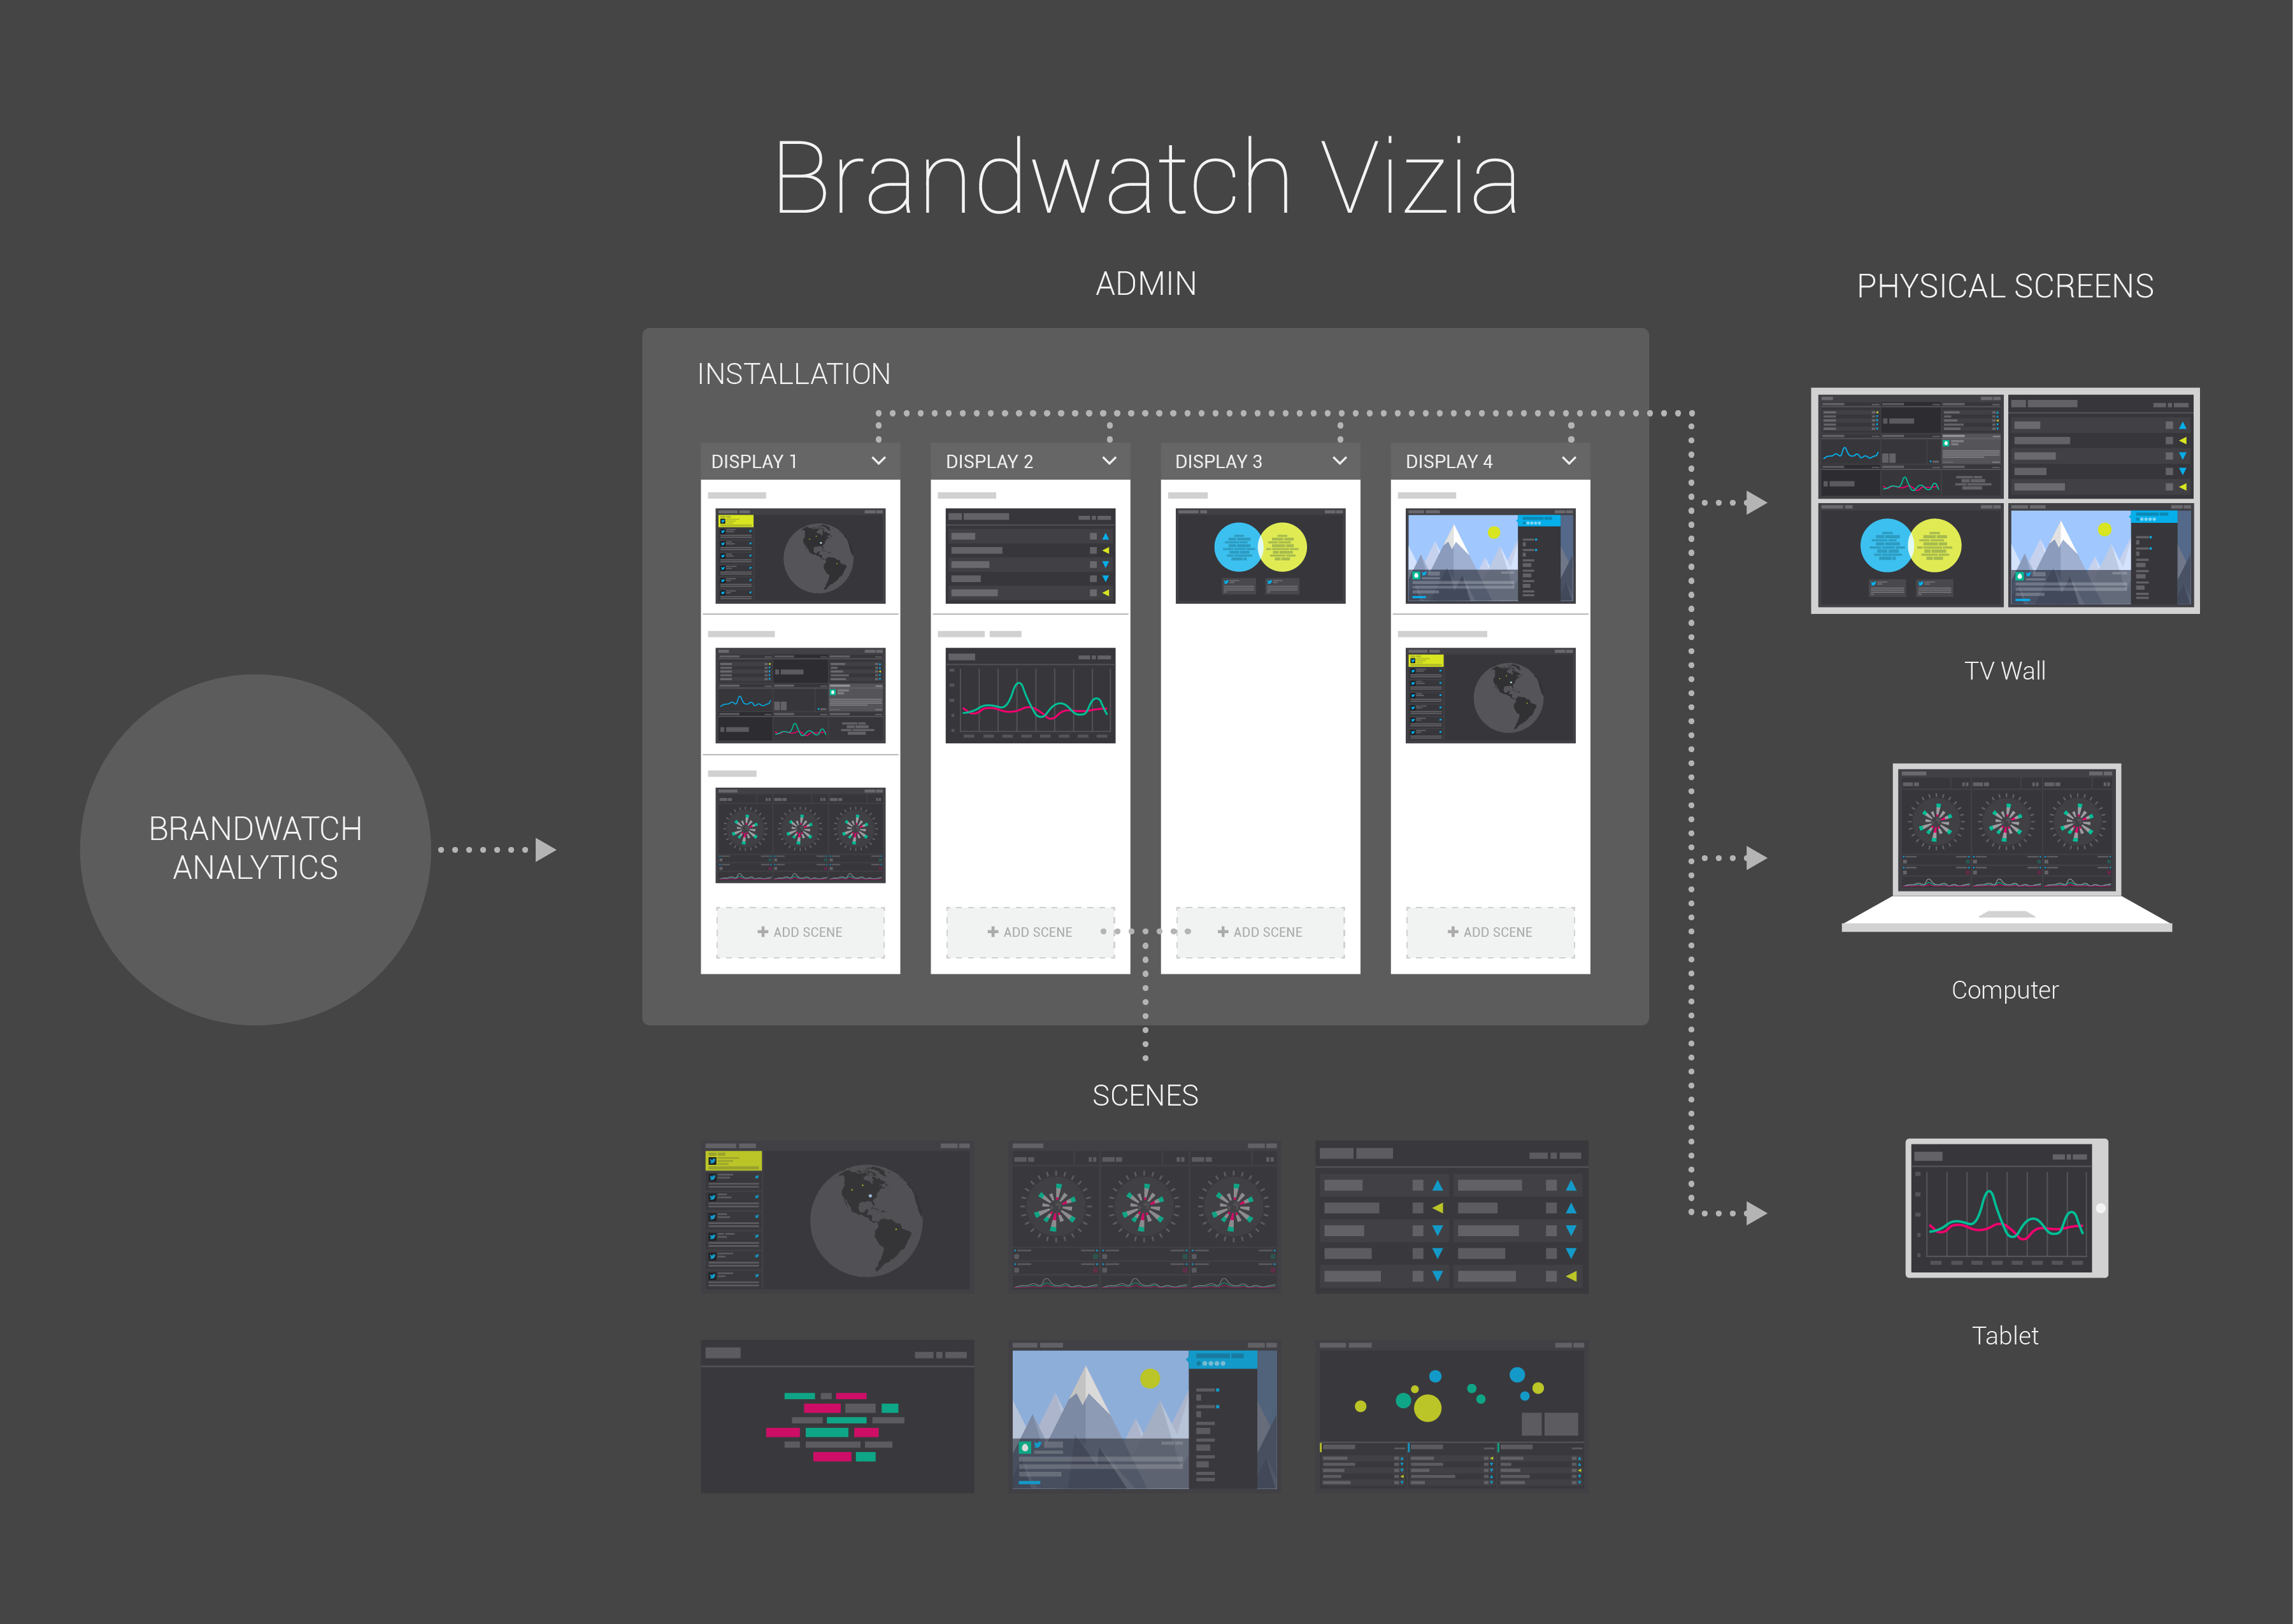 Brandwatch Vizia
ADMIN
PHYSICAL SCREENS
INSTALLATION
DISPLAY 1
DISPLAY 2
DISPLAY 3
DISPLAY 4
TV Wall
BRANDWATCH
ANALYTICS
ADD SCENE
ADD SCENE
ADD SCENE
ADD SCENE
Computer
SCENES
Tablet